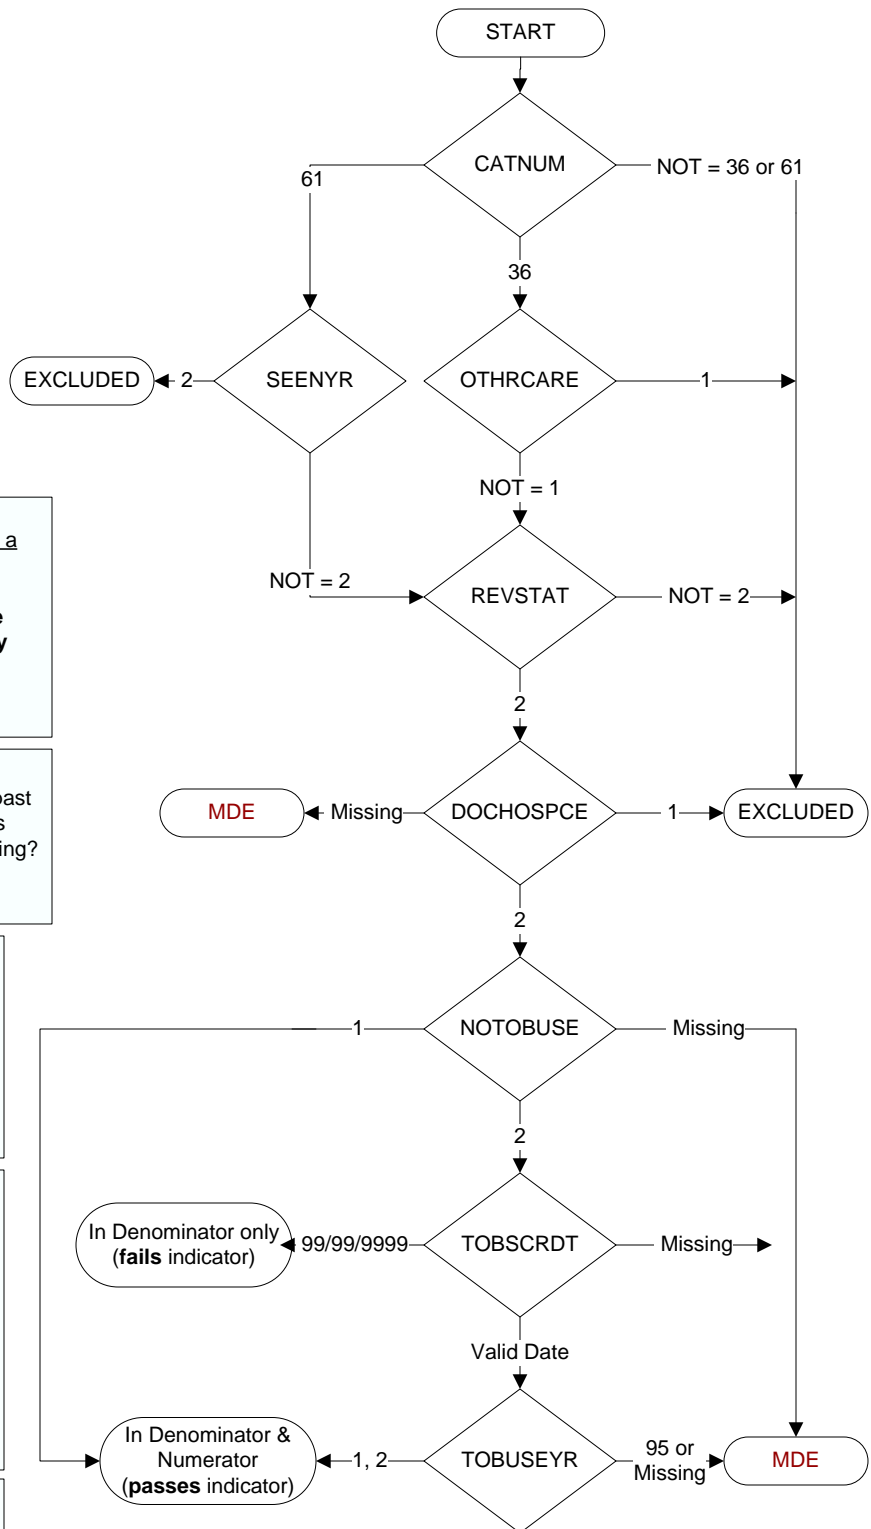 START
CATNUM
61
NOT = 36 or 61
36
EXCLUDED
2
SEENYR
OTHRCARE
1
NOT = 1
a
NOT = 2
REVSTAT
NOT = 2
e
y
2
past
s
ing?
MDE
Missing
DOCHOSPCE
1
EXCLUDED
2
1
NOTOBUSE
Missing
2
In Denominator only
(fails indicator)
99/99/9999
TOBSCRDT
Missing
Valid Date
In Denominator &
Numerator
(passes indicator)
1, 2
TOBUSEYR
95 or
Missing
MDE